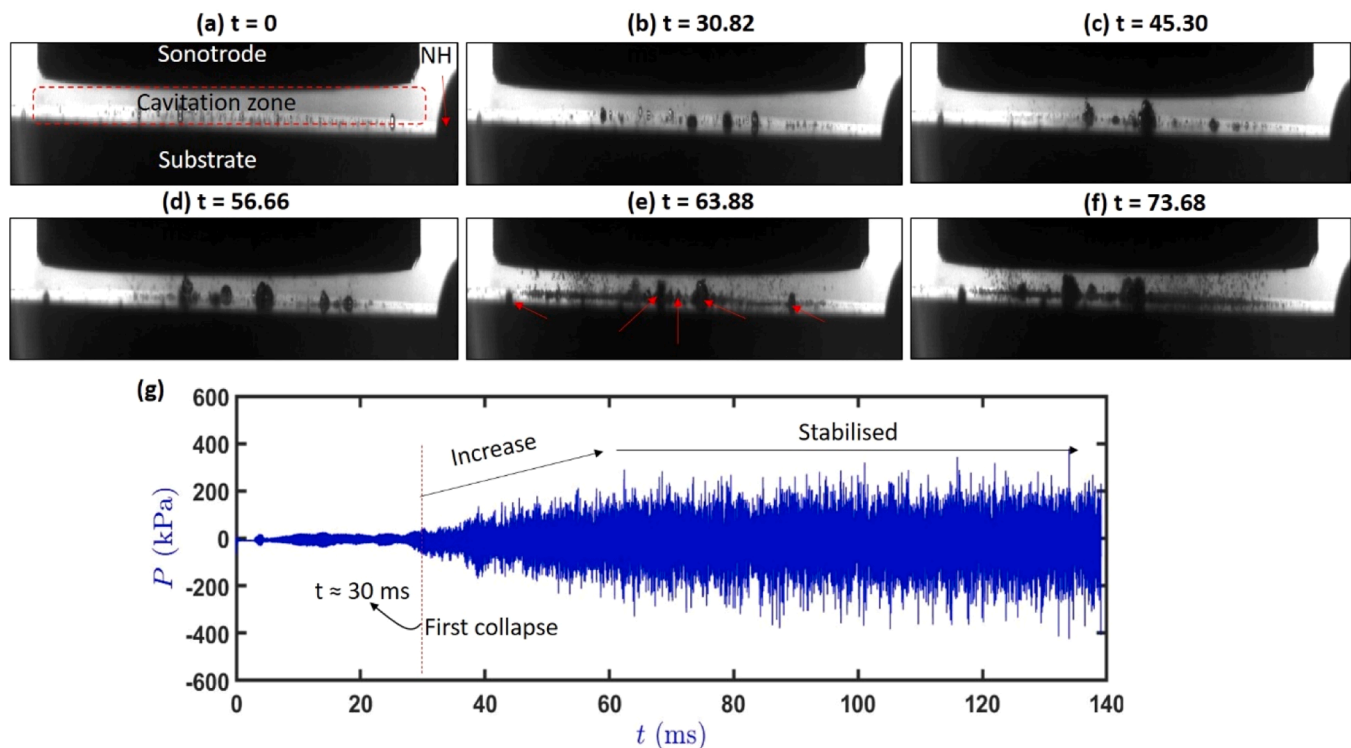 (a) t = 0
(b) t = 30.82
(c) t = 45.30
Sonotrode
NH
Cavitation zone
Substrate
(d) t = 56.66
(e) t = 63.88
(f) t = 73.68
(g)
600
400
200
0
-200
-400
-600
P (kPa)
Increase
Stabilised
t ≈ 30 ms
First collapse
0 20 40 60 80 100 120 140
t (ms)